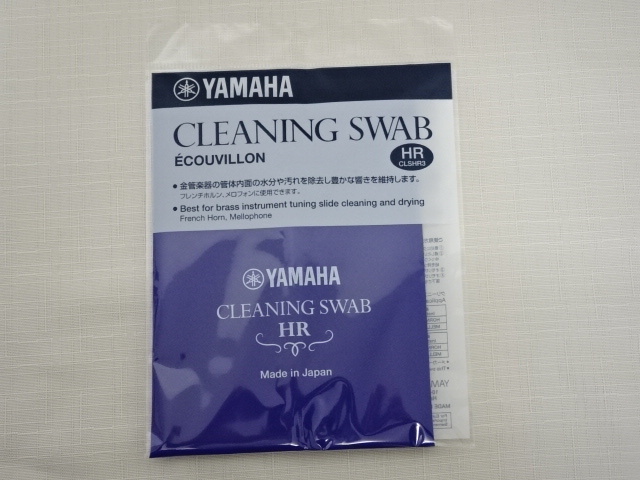 YAMAHA
CLEANING SWAB
ÉCOUVILLON
HR
CLSHR3
● 金管楽器の管体内面の水分や汚れを除去し豊かな響きを維持します。
フレンチホルン、メロフォンに使用できます。
● Best for brass instrument tuning slide cleaning and drying
French Horn, Mellophone
YAMAHA
CLEANING SWAB
HR
Made in Japan